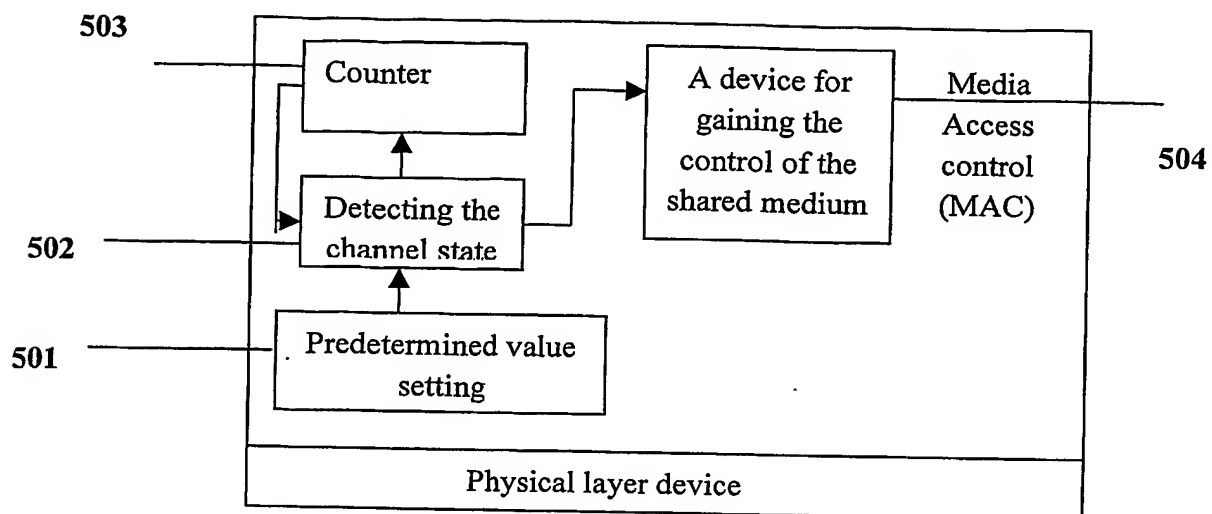 503
Counter
A device for
gaining the
control of the
shared medium
Media
Access
control
(MAC)
504
Detecting the
channel state
502
Predetermined value
setting
501
Physical layer device